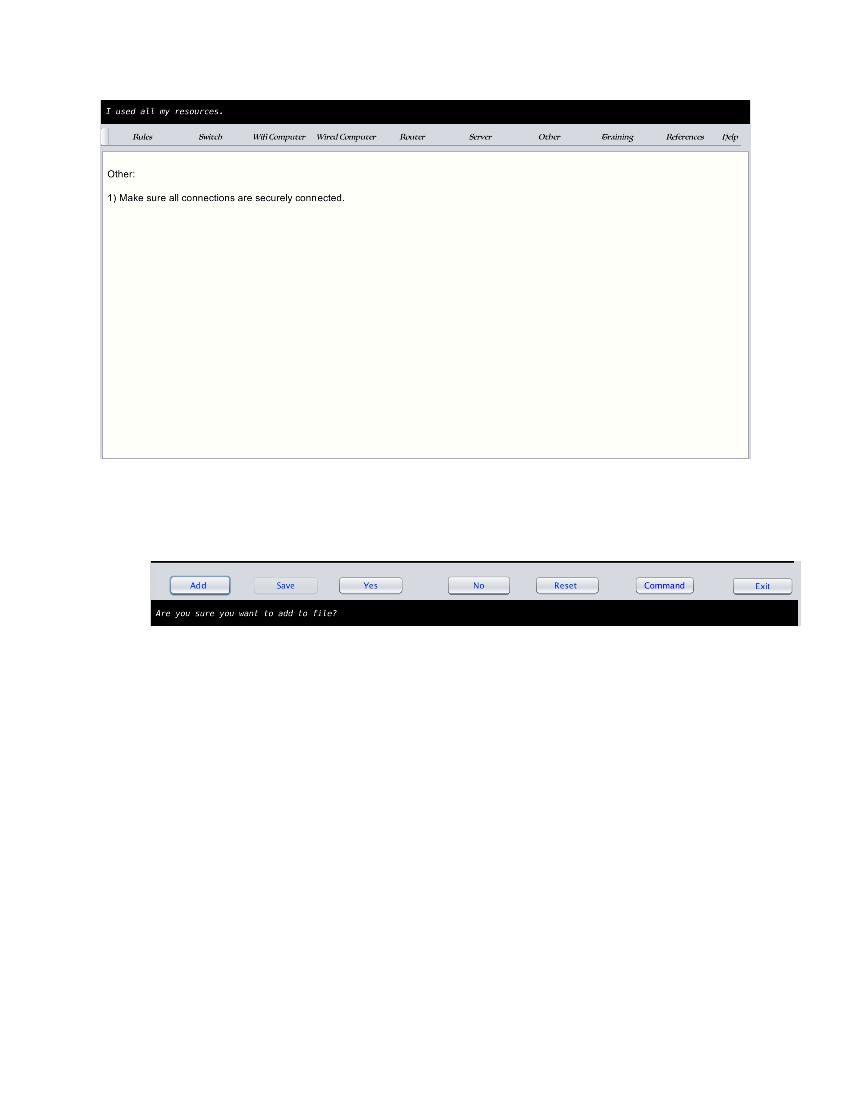 I used all my resources.
Rules Switch Wifi Computer Wired Computer Router Server Other Training References Help
Other:
1) Make sure all connections are securely connected.
Add Save Yes No Reset Command Exit
Are you sure you want to add to file?